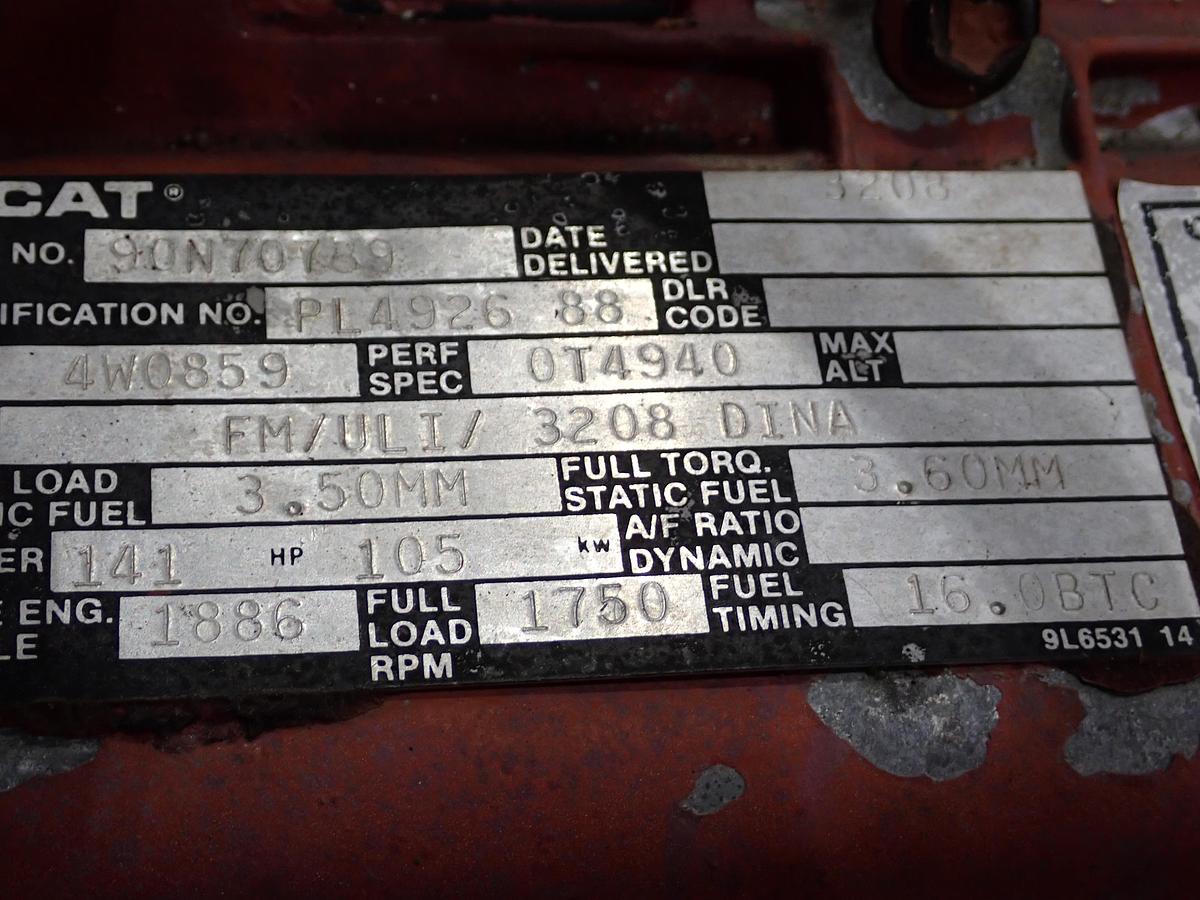 CAT® 3208
NO. 90N70789 DATE DELIVERED
IFICATION NO. PL4926 88 DLR CODE
4W0859 PERF SPEC 0T4940 MAX ALT
FM/ULI/ 3208 DINA
LOAD IC FUEL 3.50MM FULL TORQ. STATIC FUEL 3.60MM
ER 141 HP 105 kW A/F RATIO DYNAMIC
E ENG. LE 1886 FULL LOAD RPM 1750 FUEL TIMING 16.0BTC
9L6531 14